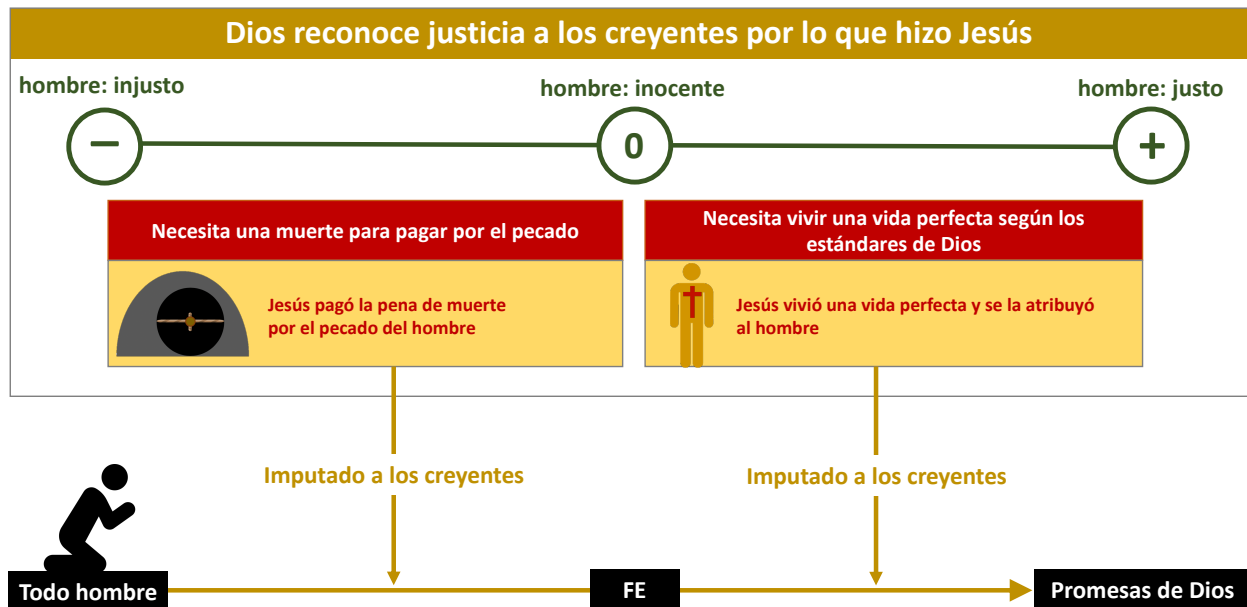 Dios reconoce justicia a los creyentes por lo que hizo Jesús
hombre: injusto
hombre: inocente
hombre: justo
−
0
+
Necesita una muerte para pagar por el pecado
Jesús pagó la pena de muerte
por el pecado del hombre
Necesita vivir una vida perfecta según los
estándares de Dios
Jesús vivió una vida perfecta y se la atribuyó
al hombre
Imputado a los creyentes
Imputado a los creyentes
Todo hombre
FE
Promesas de Dios